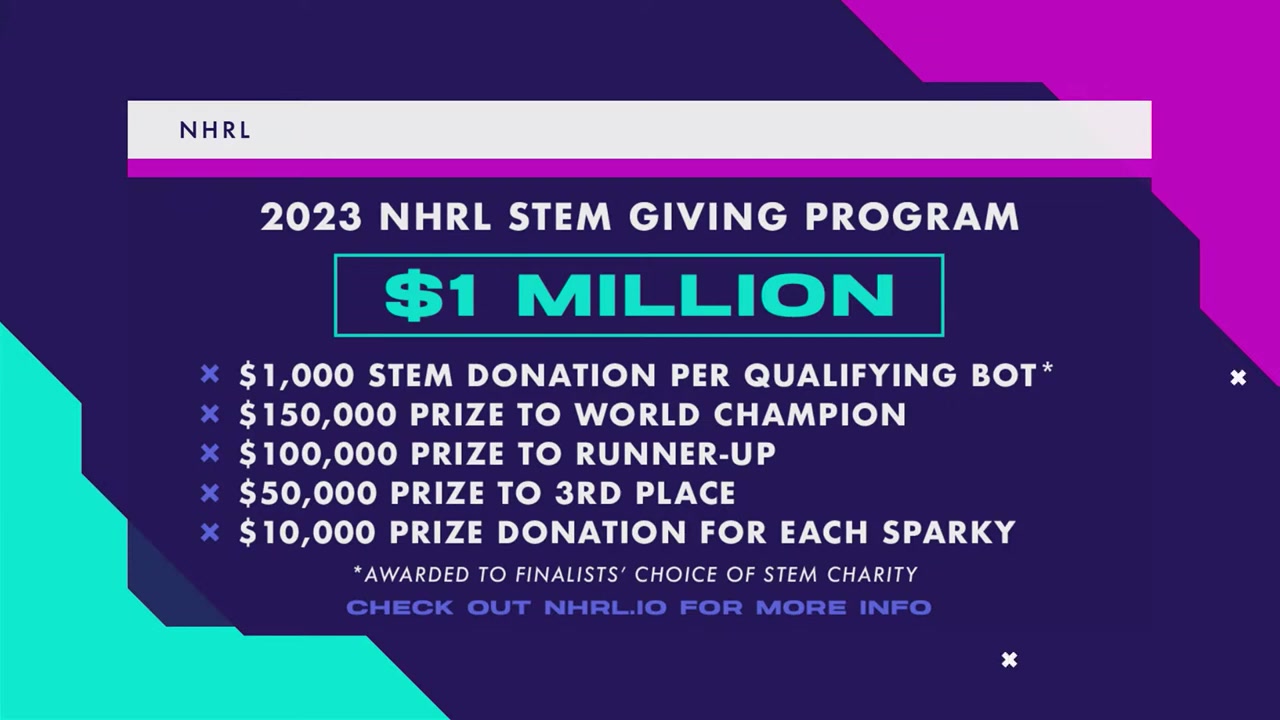 NHRL
2023 NHRL STEM GIVING PROGRAM
$1 MILLION
$1,000 STEM DONATION PER QUALIFYING BOT*
$150,000 PRIZE TO WORLD CHAMPION
$100,000 PRIZE TO RUNNER-UP
$50,000 PRIZE TO 3RD PLACE
$10,000 PRIZE DONATION FOR EACH SPARKY
*AWARDED TO FINALISTS' CHOICE OF STEM CHARITY
CHECK OUT NHRL.IO FOR MORE INFO